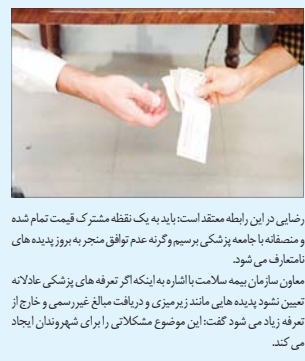 رضایی در این رابطه معتقد است: باید به یک نقظه مشترک قیمت تمام شده
و منصفانه با جامعه پزشکی برسیم وگرنه عدم توافق منجر به بروز پدیده های
نامتعارف می شود.
معاون سازمان بیمه سلامت با اشاره به اینکه اگر تعرفه های پزشکی عادلانه
تعیین نشود پدیده هایی مانند زیرمیزی و دریافت مبالغ غیررسمی و خارج از
تعرفه زیاد می شود گفت: این موضوع مشکلاتی را برای شهروندان ایجاد
می کند.